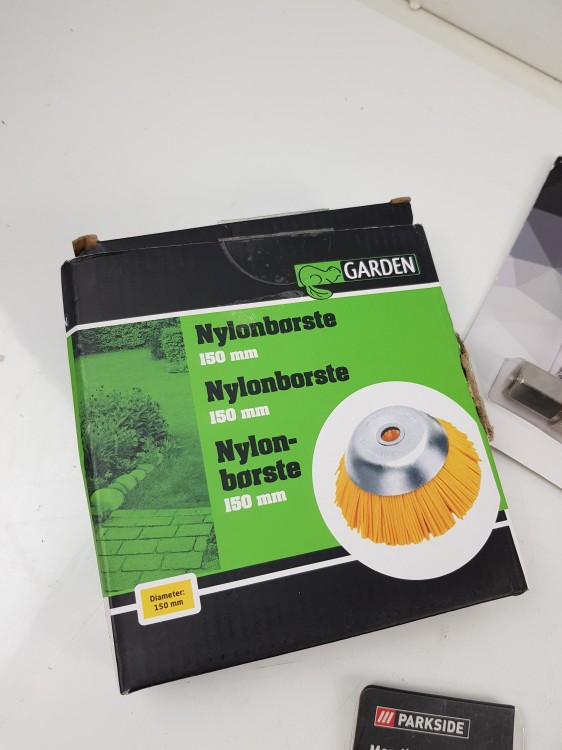 GARDEN
Nylonbørste
150 mm
Nylonborste
150 mm
Nylon-
børste
150 mm
Diameter:
150 mm
PARKSIDE